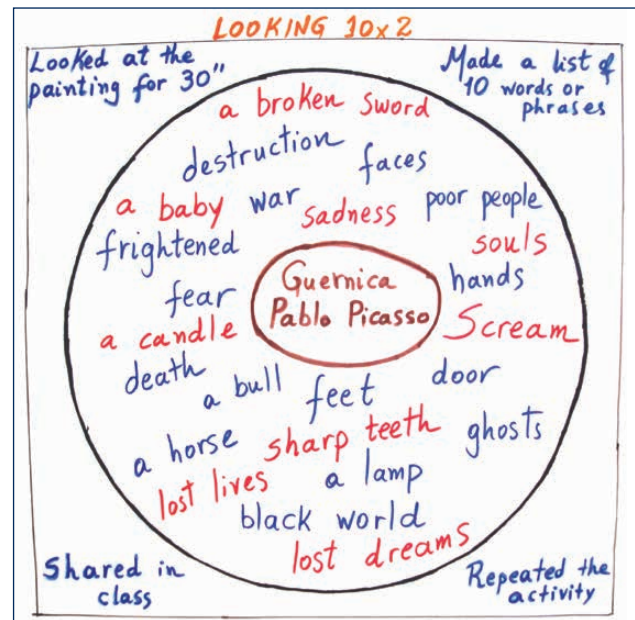 LOOKING 10x2
Looked at the
painting for 30"
Made a list of
10 words or
phrases
a broken sword
destruction
faces
a baby
war
sadness
poor people
frightened
souls
Guernica
Pablo Picasso
hands
fear
a candle
Scream
death
a bull
feet
door
a horse
sharp teeth
ghosts
lost lives
a lamp
black world
lost dreams
Shared in
class
Repeated the
activity